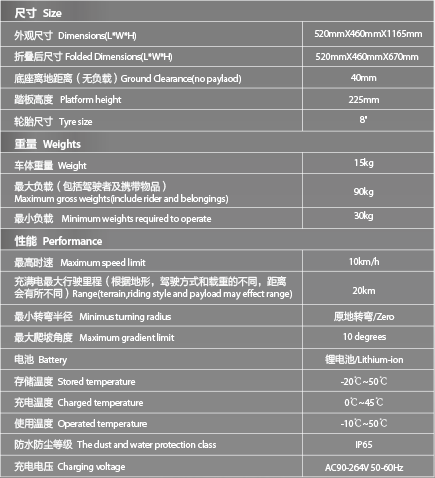 尺寸 Size
外观尺寸 Dimensions(L*W*H) 520mmX460mmX1165mm
折叠后尺寸 Folded Dimensions(L*W*H) 520mmX460mmX670mm
底座离地距离（无负载）Ground Clearance(no paylaod) 40mm
踏板高度 Platform height 225mm
轮胎尺寸 Tyre size 8"
重量 Weights
车体重量 Weight 15kg
最大负载（包括驾驶者及携带物品）
Maximum gross weights(include rider and belongings) 90kg
最小负载 Minimum weights required to operate 30kg
性能 Performance
最高时速 Maximum speed limit 10km/h
充满电最大行驶里程（根据地形，驾驶方式和载重的不同，距离
会有所不同）Range(terrain,riding style and payload may effect range) 20km
最小转弯半径 Minimus turning radius 原地转弯/Zero
最大爬坡角度 Maximum gradient limit 10 degrees
电池 Battery 锂电池/Lithium-ion
存储温度 Stored temperature -20℃~50℃
充电温度 Charged temperature 0℃~45℃
使用温度 Operated temperature -10℃~50℃
防水防尘等级 The dust and water protection class IP65
充电电压 Charging voltage AC90-264V 50-60Hz